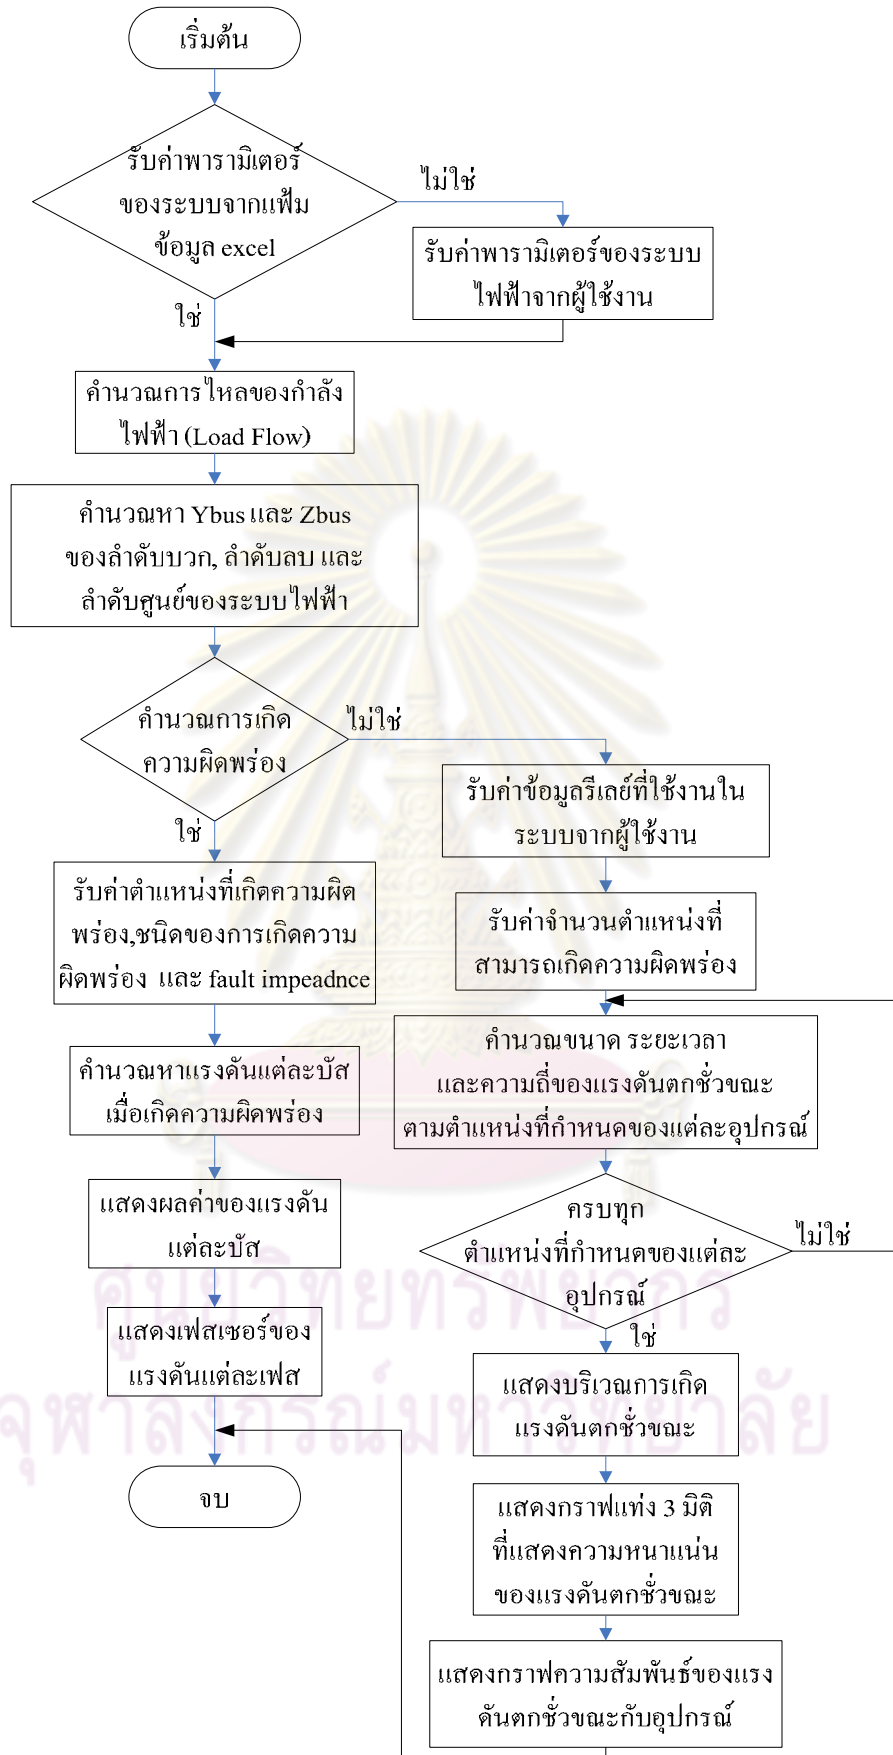 เริ่มต้น
รับค่าพารามิเตอร์
ของระบบจากแฟ้ม
ข้อมูล excel
ไม่ใช่
รับค่าพารามิเตอร์ของระบบ
ไฟฟ้าจากผู้ใช้งาน
ใช่
คำนวณการไหลของกำลัง
ไฟฟ้า (Load Flow)
คำนวณหา Ybus และ Zbus
ของลำดับบวก, ลำดับลบ และ
ลำดับศูนย์ของระบบไฟฟ้า
คำนวณการเกิด
ความผิดพร่อง
ไม่ใช่
ใช่
รับค่าตำแหน่งที่เกิดความผิด
พร่อง,ชนิดของการเกิดความ
ผิดพร่อง และ fault impeadnce
คำนวณหาแรงดันแต่ละบัส
เมื่อเกิดความผิดพร่อง
แสดงผลค่าของแรงดัน
แต่ละบัส
แสดงเฟสเซอร์ของ
แรงดันแต่ละเฟส
จบ
รับค่าข้อมูลรีเลย์ที่ใช้งานใน
ระบบจากผู้ใช้งาน
รับค่าจำนวนตำแหน่งที่
สามารถเกิดความผิดพร่อง
คำนวณขนาด ระยะเวลา
และความถี่ของแรงดันตกชั่วขณะ
ตามตำแหน่งที่กำหนดของแต่ละอุปกรณ์
ครบทุก
ตำแหน่งที่กำหนดของแต่ละ
อุปกรณ์
ไม่ใช่
ใช่
แสดงบริเวณการเกิด
แรงดันตกชั่วขณะ
แสดงกราฟแท่ง 3 มิติ
ที่แสดงความหนาแน่น
ของแรงดันตกชั่วขณะ
แสดงกราฟความสัมพันธ์ของแรง
ดันตกชั่วขณะกับอุปกรณ์
ศูนย์วิทยทรัพยากร
จุฬาลงกรณ์มหาวิทยาลัย